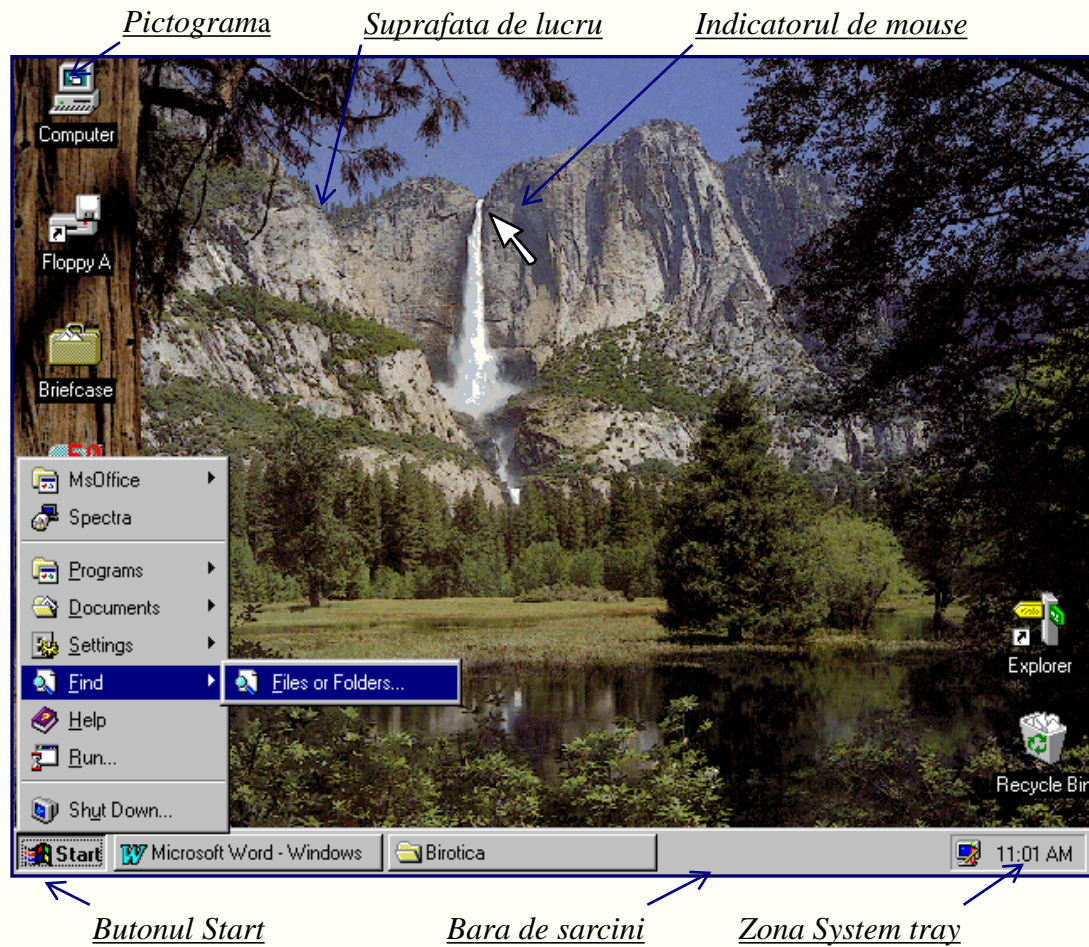 Pictograma Suprafata de lucru Indicatorul de mouse
Computer
Floppy A
Briefcase
MsOffice
Spectra
Programs
Documents
Settings
Find Files or Folders...
Help
Run...
Shut Down...
Explorer
Recycle Bin
Start Microsoft Word - Windows Birotica 11:01 AM
Butonul Start Bara de sarcini Zona System tray